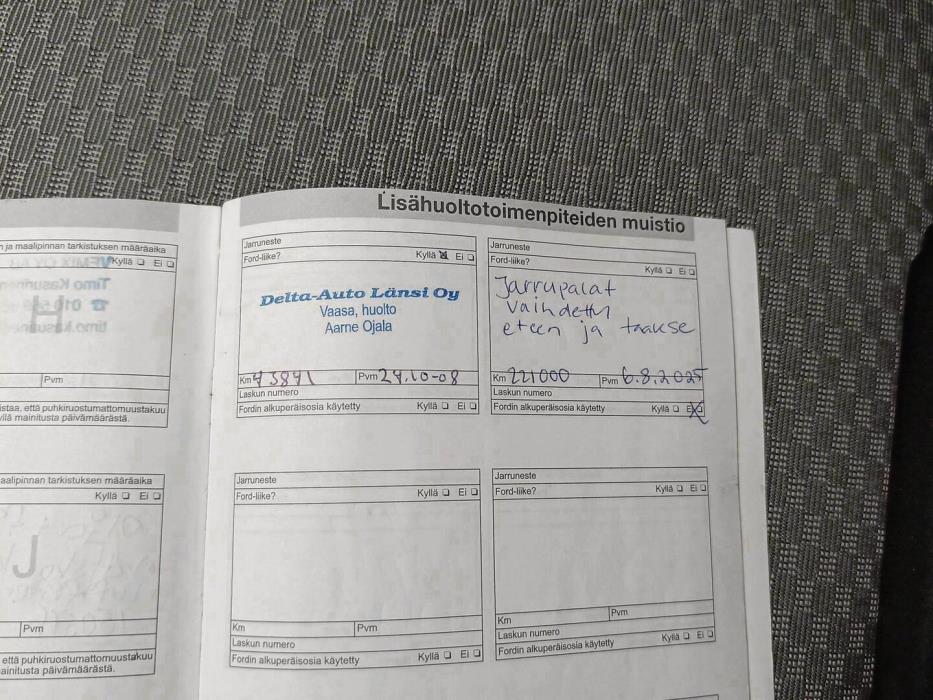 Lisähuoltotoimenpiteiden muistio
n ja maalipinnan tarkistuksen määräaika
Kyllä Ei
Pvm
istaa, että puhkiruostumattomuustakuu
yllä mainitusta päivämäärästä.
aalipinnan tarkistuksen määräaika
Kyllä Ei
J
Pvm
että puhkiruostumattomuustakuu
ainitusta päivämäärästä.
Jarruneste
Ford-liike? Kyllä Ei
Delta-Auto Länsi Oy
Vaasa, huolto
Aarne Ojala
Km 43841 Pvm 24.10-08
Laskun numero
Fordin alkuperäisosia käytetty Kyllä Ei
Jarruneste
Ford-liike? Kyllä Ei
Jarrupalat
vaihdettu
eteen ja taakse
Km 221000 Pvm 6.8.2025
Laskun numero
Fordin alkuperäisosia käytetty Kyllä Ei
Jarruneste
Ford-liike? Kyllä Ei
Km Pvm
Laskun numero
Fordin alkuperäisosia käytetty Kyllä Ei
Jarruneste
Ford-liike? Kyllä Ei
Km Pvm
Laskun numero
Fordin alkuperäisosia käytetty Kyllä Ei